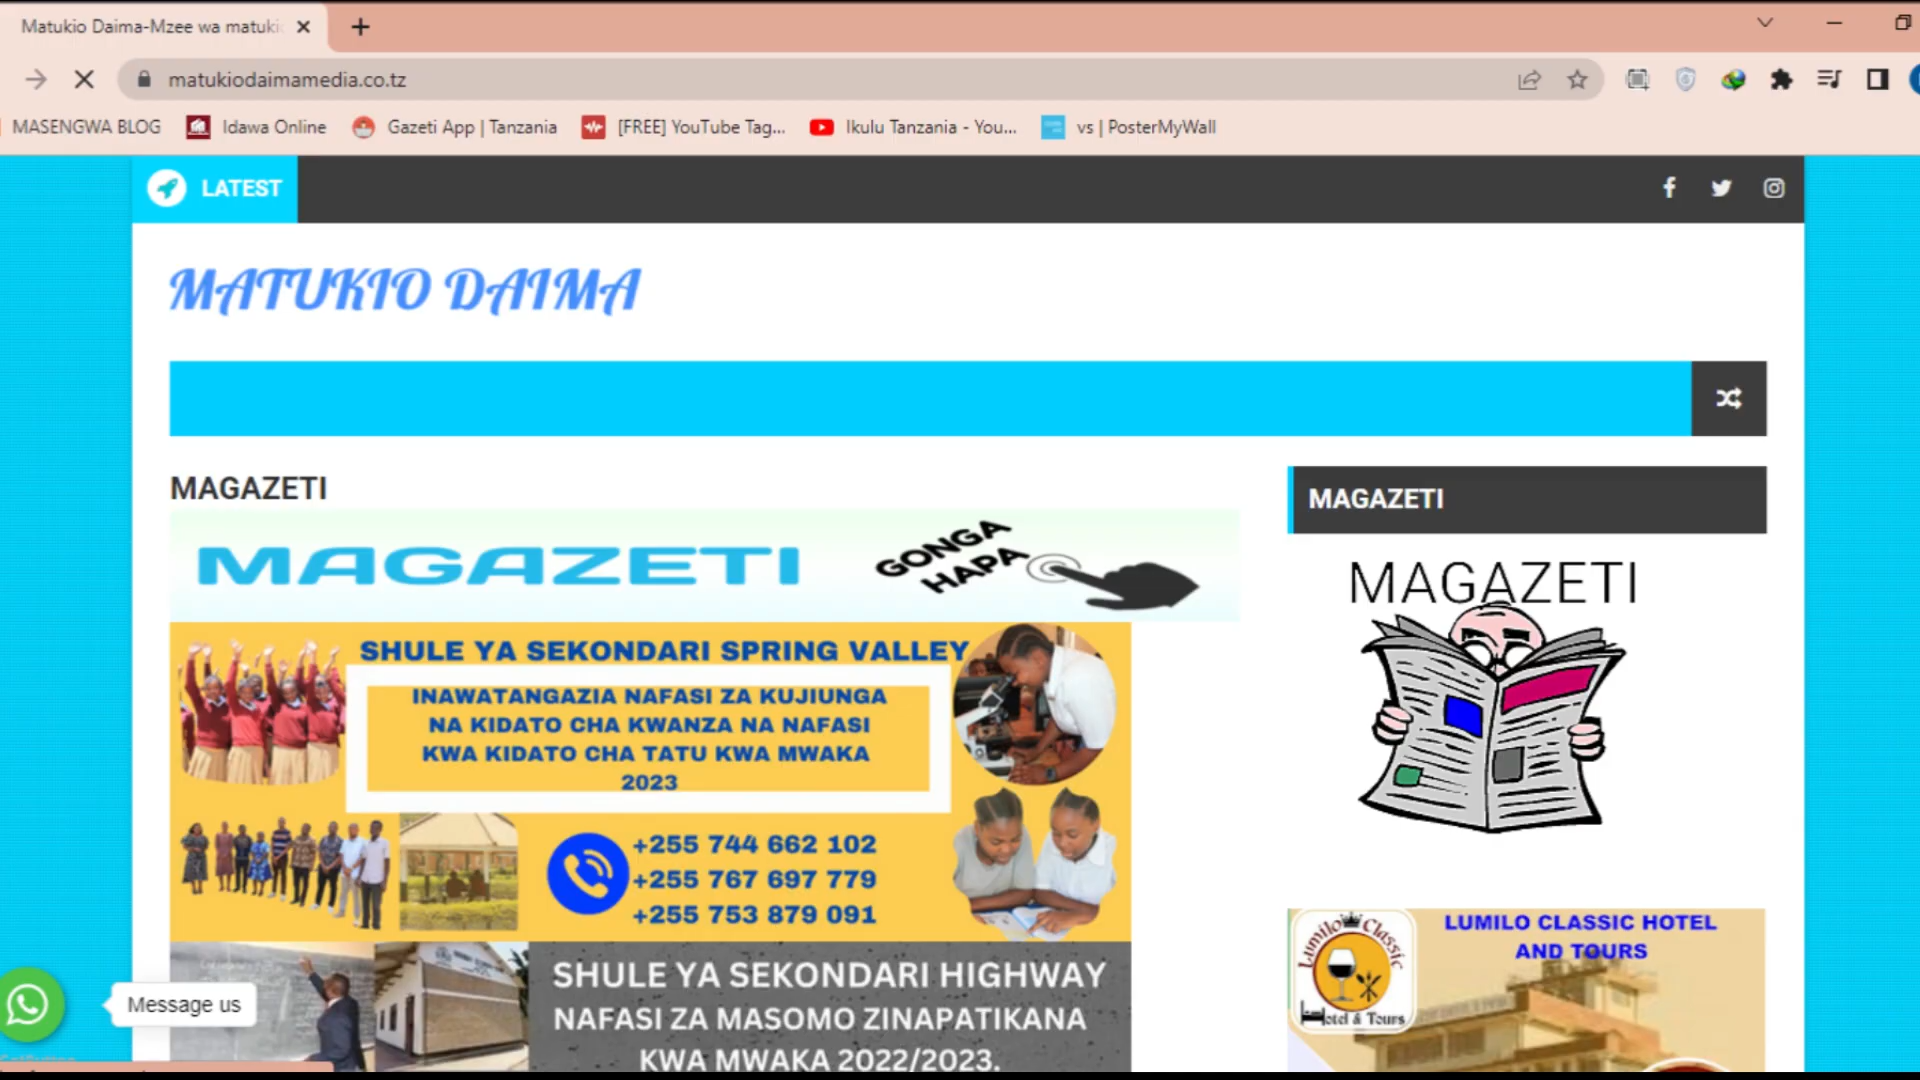 Matukio Daima-Mzee wa matuki
matukiodaimamedia.co.tz
MASENGWA BLOG
Idawa Online
Gazeti App | Tanzania
[FREE] YouTube Tag...
Ikulu Tanzania - You...
vs | PosterMyWall
LATEST
MATUKIO DAIMA
MAGAZETI
MAGAZETI
GONGA
HAPA
SHULE YA SEKONDARI SPRING VALLEY
INAWATANGAZIA NAFASI ZA KUJIUNGA
NA KIDATO CHA KWANZA NA NAFASI
KWA KIDATO CHA TATU KWA MWAKA
2023
+255 744 662 102
+255 767 697 779
+255 753 879 091
SHULE YA SEKONDARI HIGHWAY
NAFASI ZA MASOMO ZINAPATIKANA
KWA MWAKA 2022/2023.
Message us
MAGAZETI
MAGAZETI
LUMILO CLASSIC HOTEL
AND TOURS
Lumilo Classic
Hotel & Tours